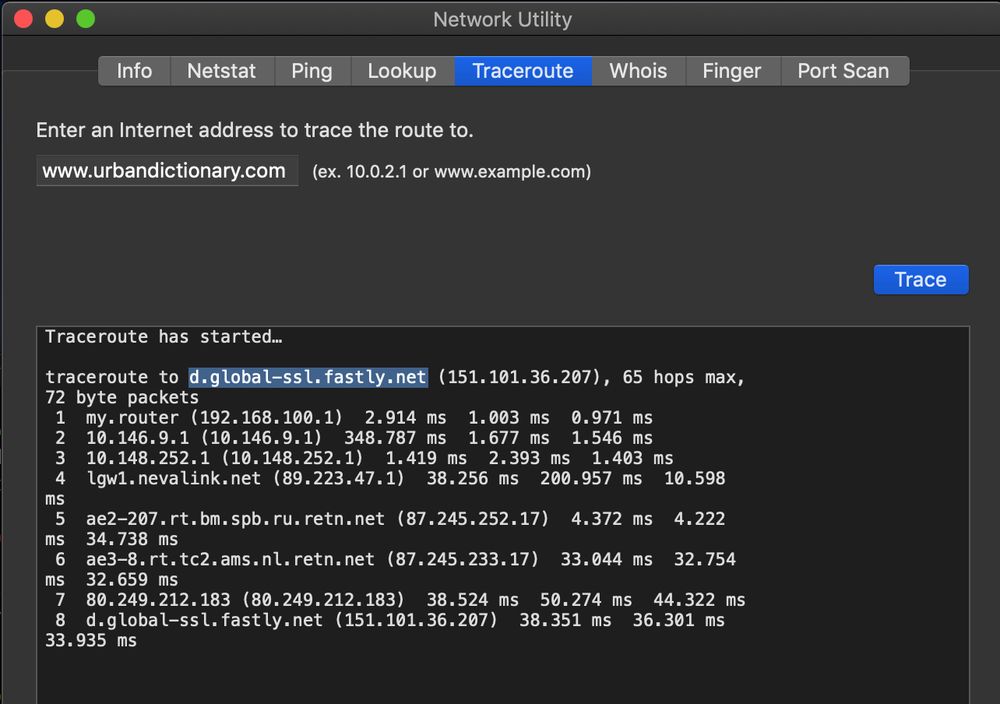 Network Utility
Info Netstat Ping Lookup Traceroute Whois Finger Port Scan
Enter an Internet address to trace the route to.
www.urbandictionary.com (ex. 10.0.2.1 or www.example.com)
Trace
Traceroute has started…
traceroute to d.global-ssl.fastly.net (151.101.36.207), 65 hops max,
72 byte packets
1 my.router (192.168.100.1) 2.914 ms 1.003 ms 0.971 ms
2 10.146.9.1 (10.146.9.1) 348.787 ms 1.677 ms 1.546 ms
3 10.148.252.1 (10.148.252.1) 1.419 ms 2.393 ms 1.403 ms
4 lgw1.nevalink.net (89.223.47.1) 38.256 ms 200.957 ms 10.598
ms
5 ae2-207.rt.bm.spb.ru.retn.net (87.245.252.17) 4.372 ms 4.222
ms 34.738 ms
6 ae3-8.rt.tc2.ams.nl.retn.net (87.245.233.17) 33.044 ms 32.754
ms 32.659 ms
7 80.249.212.183 (80.249.212.183) 38.524 ms 50.274 ms 44.322 ms
8 d.global-ssl.fastly.net (151.101.36.207) 38.351 ms 36.301 ms
33.935 ms